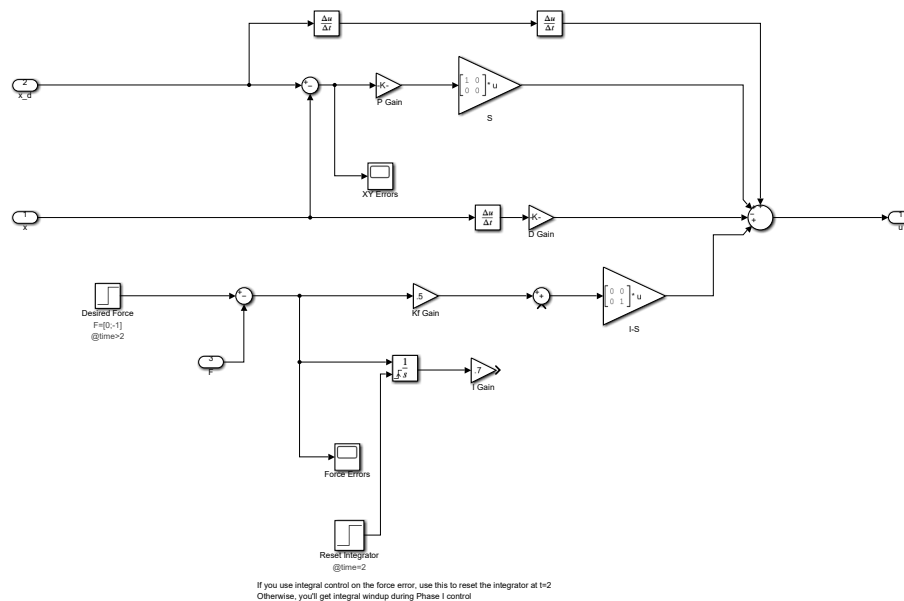 Δu
Δt
Δu
Δt
2
x_d
-K-
P Gain
1 0
0 0
* u
S
XY Errors
1
x
Δu
Δt
-K-
D Gain
1
u
Desired Force
F=[0;-1]
@time>2
.5
Kf Gain
0 0
0 1
* u
I-S
3
F
1
s
.7
I Gain
Force Errors
Reset Integrator
@time=2
If you use integral control on the force error, use this to reset the integrator at t=2
Otherwise, you'll get integral windup during Phase I control